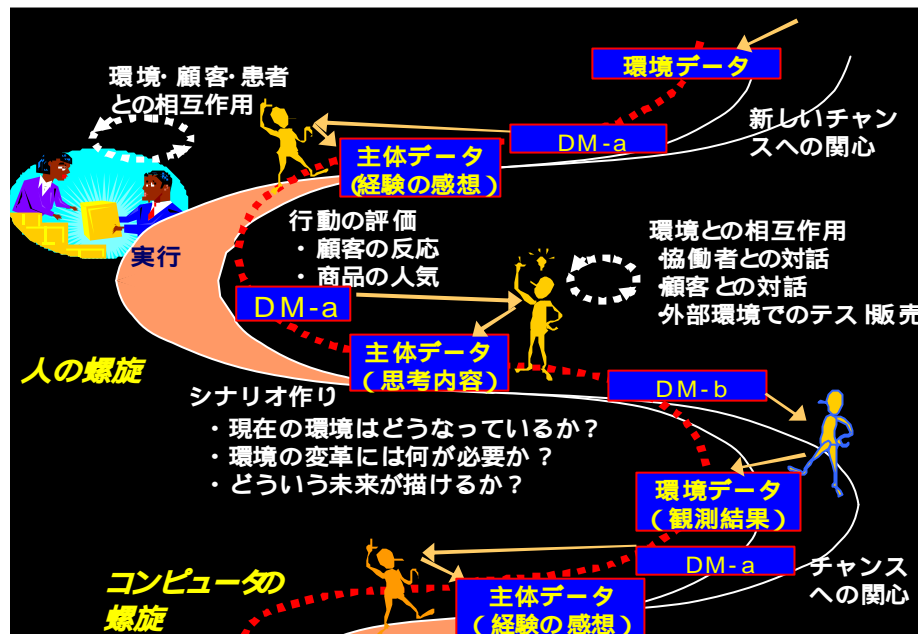 環境データ
環境・顧客・患者
との相互作用
DM-a
新しいチャン
スへの関心
主体データ
(経験の感想)
行動の評価
・ 顧客の反応
・ 商品の人気
環境との相互作用
・協働者との対話
・顧客との対話
・外部環境でのテスト販売
実行
DM-a
人の螺旋
主体データ
(思考内容)
DM-b
シナリオ作り
・現在の環境はどうなっているか?
・環境の変革には何が必要か?
・どういう未来が描けるか?
環境データ
(観測結果)
DM-a
チャンス
への関心
コンピュータの
螺旋
主体データ
(経験の感想)